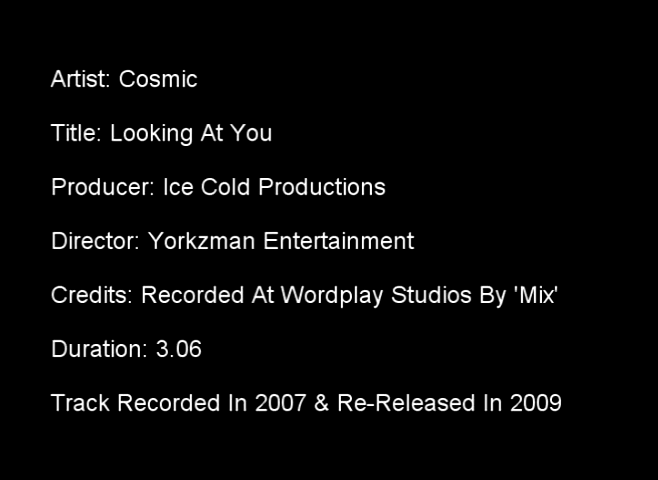 Artist: Cosmic
Title: Looking At You
Producer: Ice Cold Productions
Director: Yorkzman Entertainment
Credits: Recorded At Wordplay Studios By 'Mix'
Duration: 3.06
Track Recorded In 2007 & Re-Released In 2009